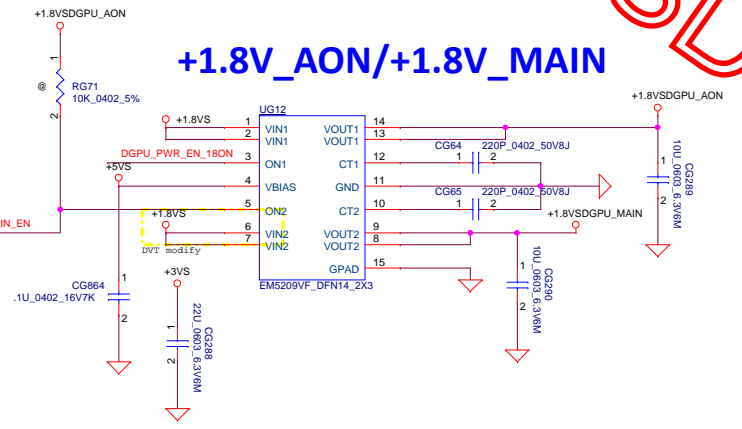 +1.8VSDGPU_AON
+1.8V_AON/+1.8V_MAIN
1
@
RG71
10K_0402_5%
2
+1.8VS
UG12
+1.8VSDGPU_AON
1
VIN1
VOUT1
14
2
VIN1
VOUT1
13
DGPU_PWR_EN_18ON
3
ON1
CT1
12
CG64
220P_0402_50V8J
1
2
+5VS
4
VBIAS
GND
11
5
ON2
CT2
10
CG65
220P_0402_50V8J
1
2
1
2
CG289
10U_0603_6.3V6M
+1.8VS
6
VIN2
VOUT2
9
+1.8VSDGPU_MAIN
IN_EN
7
VIN2
VOUT2
8
DVT modify
GPAD
15
EM5209VF_DFN14_2X3
+3VS
CG864
.1U_0402_16V7K
1
2
1
2
CG288
22U_0603_6.3V6M
1
2
CG290
10U_0603_6.3V6M